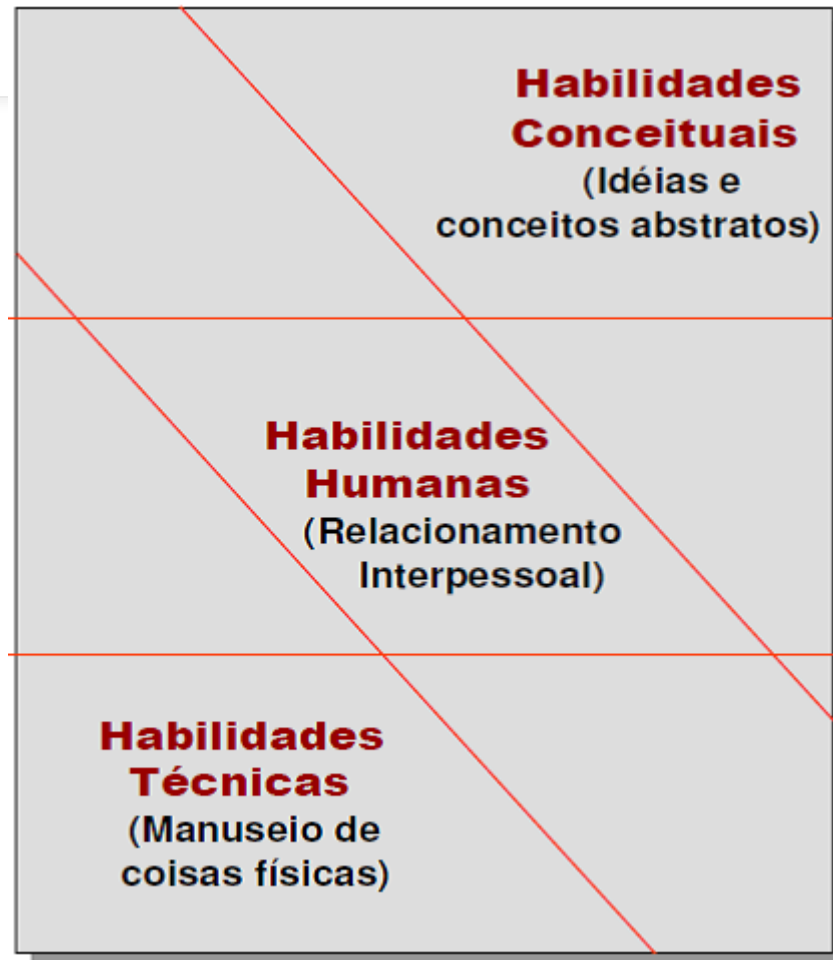 Habilidades
Conceituais
(Idéias e
conceitos abstratos)
Habilidades
Humanas
(Relacionamento
Interpessoal)
Habilidades
Técnicas
(Manuseio de
coisas físicas)